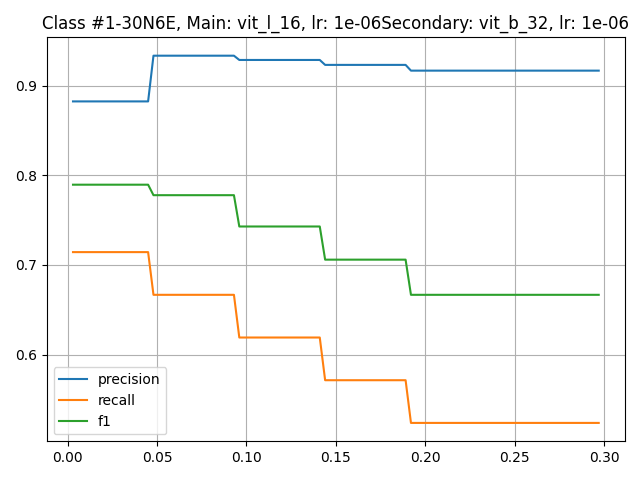 Class #1-30N6E, Main: vit_l_16, lr: 1e-06Secondary: vit_b_32, lr: 1e-06
0.9
0.8
0.7
0.6
precision
recall
f1
0.00 0.05 0.10 0.15 0.20 0.25 0.30